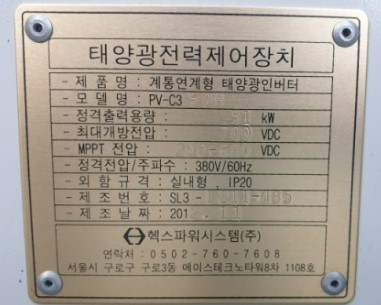 태양광전력제어장치
- 제 품 명 : 계통연계형 태양광인버터
- 모 델 명 : PV-C3
- 정격출력용량 : kW
- 최대개방전압 : VDC
- MPPT 전압 : VDC
- 정격전압/주파수 : 380V/60Hz
- 외 함 규 격 : 실내형 , IP20
- 제 조 번 호 : SL3 -
- 제 조 날 짜 : 201
헥스파워시스템(주)
연락처 : 0502-760-7608
서울시 구로구 구로3동 에이스테크노타워8차 1108호